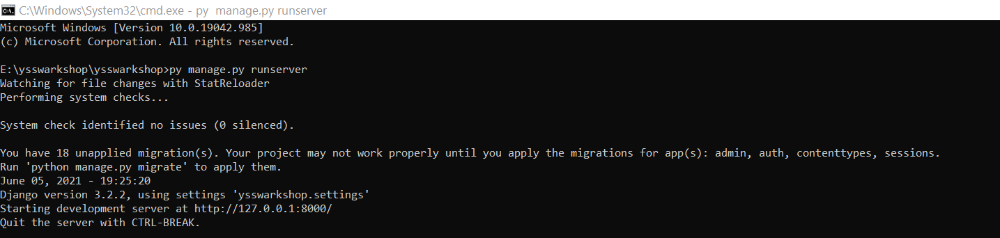 C:\Windows\System32\cmd.exe - py  manage.py runserver
Microsoft Windows [Version 10.0.19042.985]
(c) Microsoft Corporation. All rights reserved.
E:\ysswarkshop\ysswarkshop>py manage.py runserver
Watching for file changes with StatReloader
Performing system checks...
System check identified no issues (0 silenced).
You have 18 unapplied migration(s). Your project may not work properly until you apply the migrations for app(s): admin, auth, contenttypes, sessions.
Run 'python manage.py migrate' to apply them.
June 05, 2021 - 19:25:20
Django version 3.2.2, using settings 'ysswarkshop.settings'
Starting development server at http://127.0.0.1:8000/
Quit the server with CTRL-BREAK.